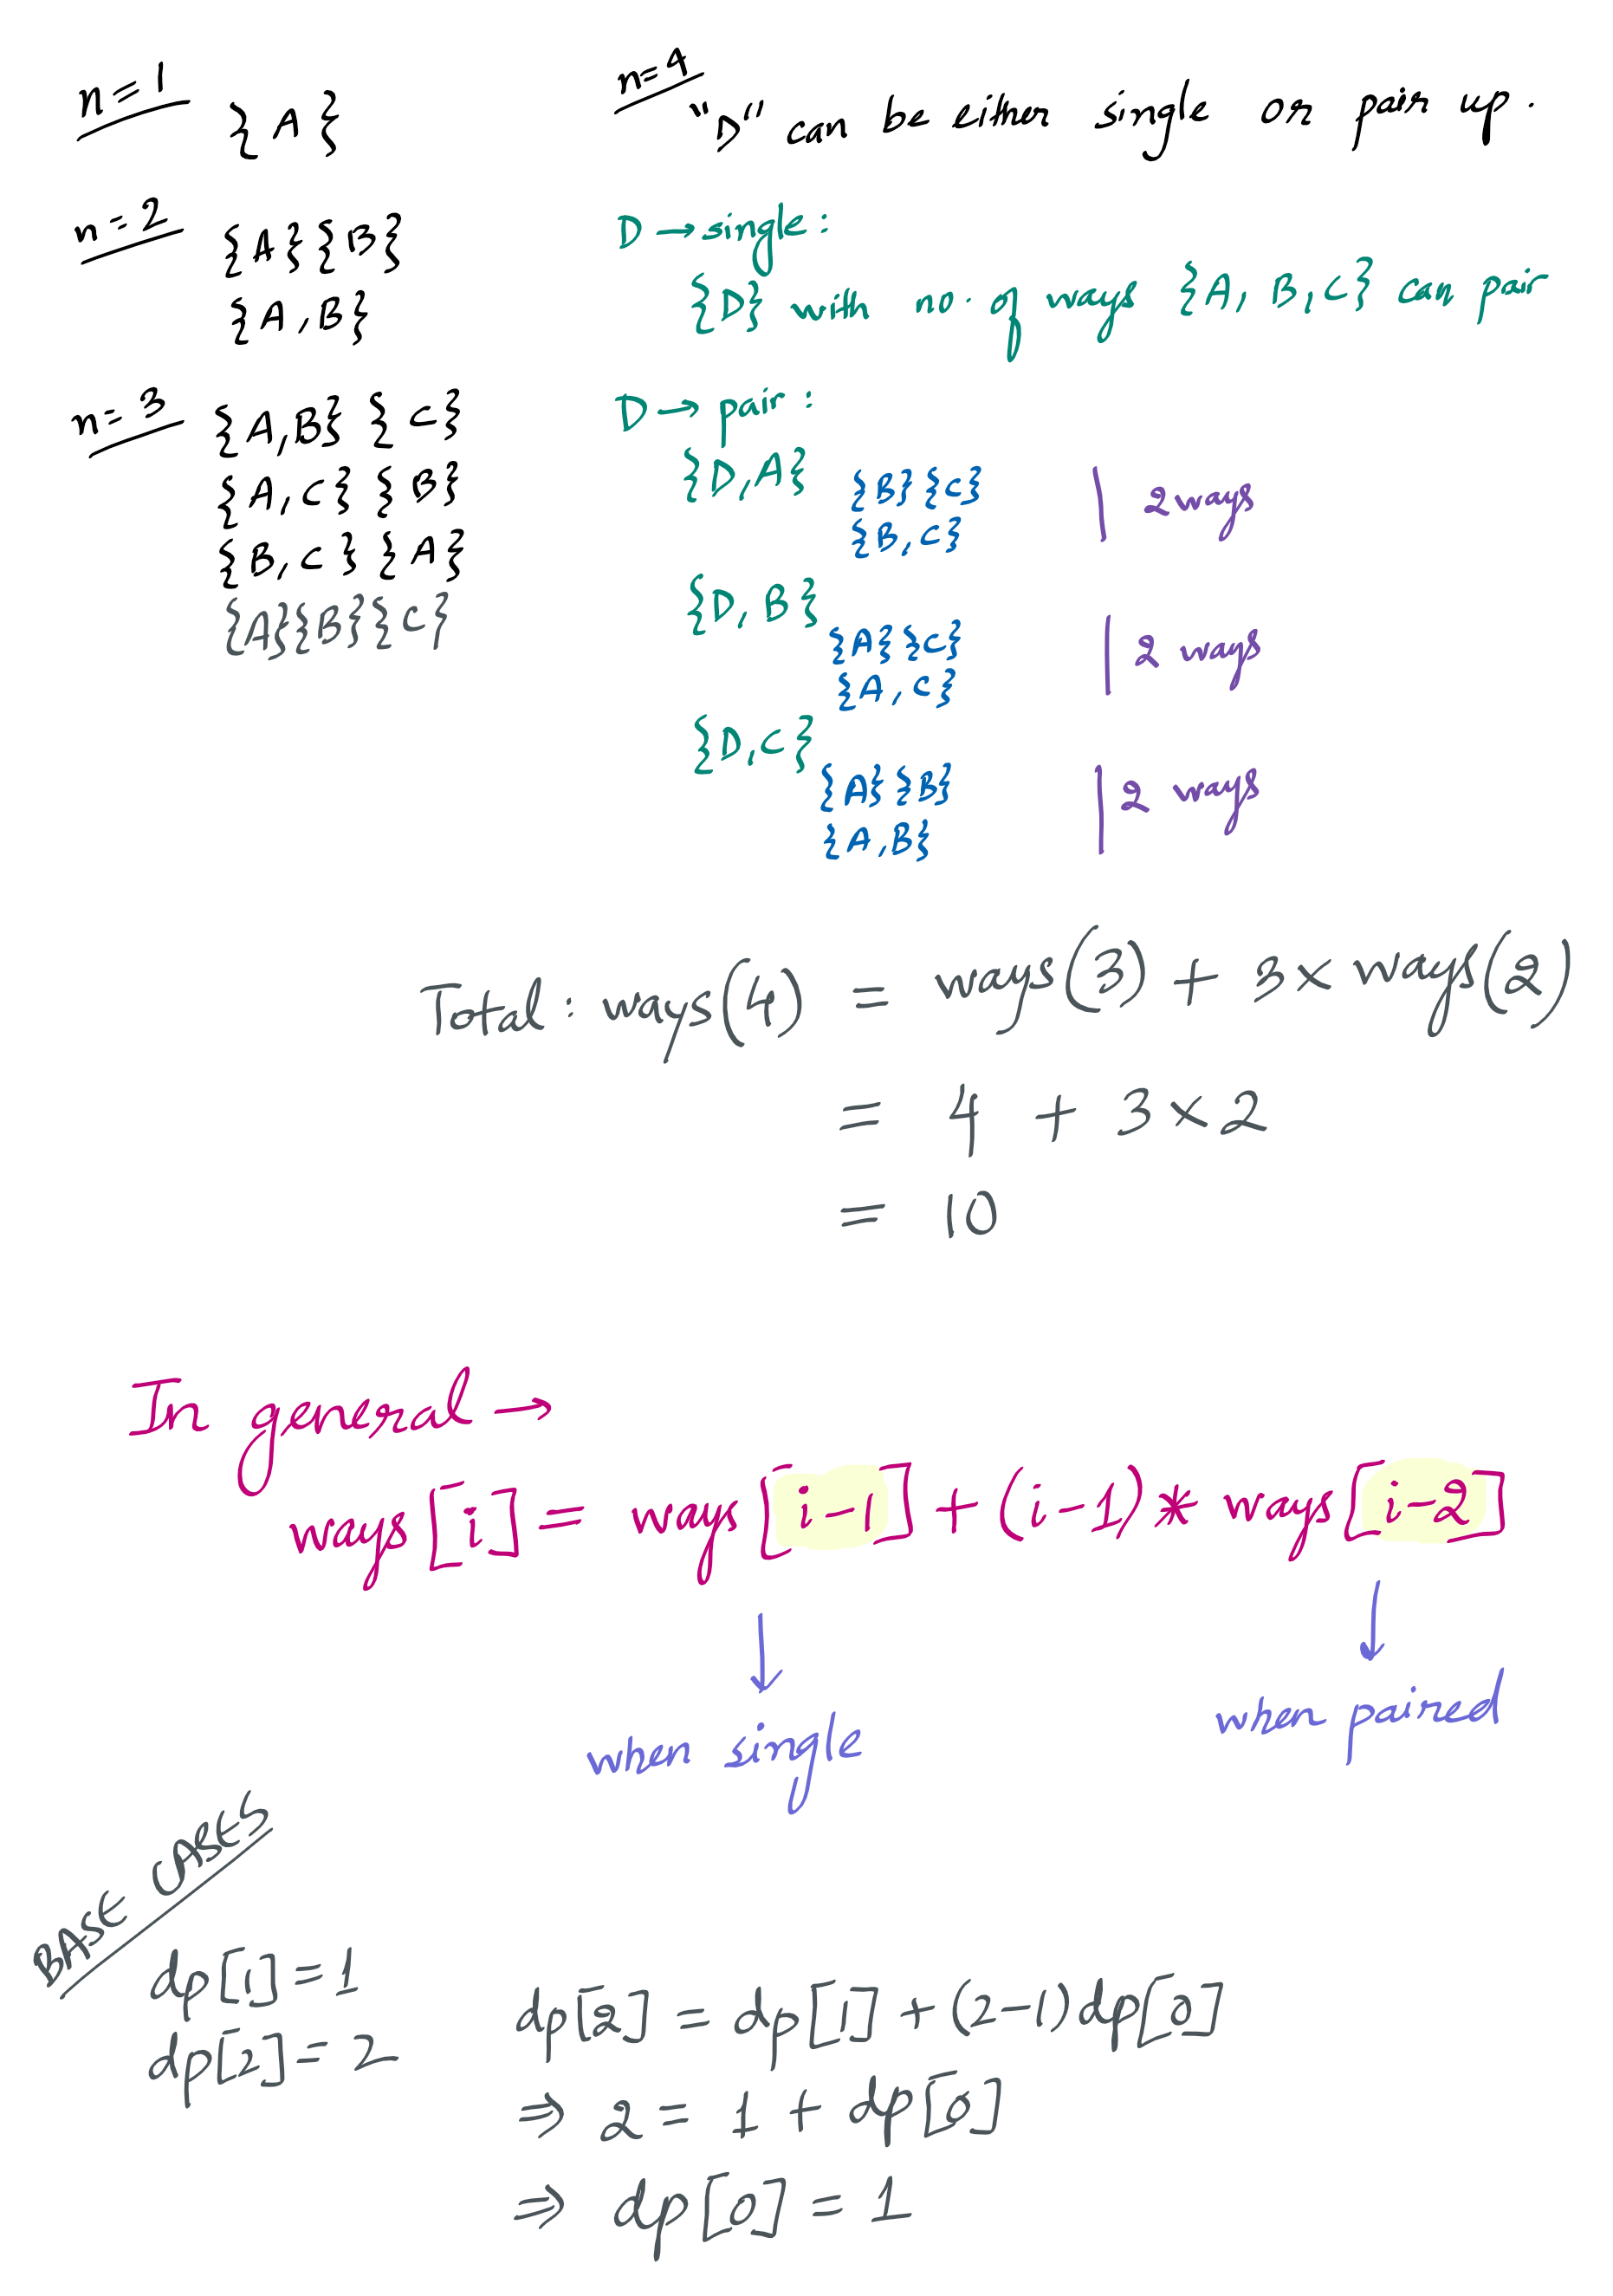 n=1
{A}
n=2
{A}{B}
{A,B}
n=3
{A,B} {C}
{A,C} {B}
{B,C} {A}
{A}{B}{C}
n=4
"D" can be either single or pair up.
D → single:
{D} with no. of ways {A, B, C} can pair
D → pair:
{D,A}
{B}{C}
{B,C}
| 2 ways
{D,B}
{A}{C}
{A,C}
| 2 ways
{D,C}
{A}{B}
{A,B}
| 2 ways
Total: ways(4) = ways(3) + 3 × ways(2)
= 4 + 3 × 2
= 10
In general →
ways[i] = ways[i-1] + (i-1) * ways[i-2]
when single
when paired
BASE CASES
dp[1] = 1
dp[2] = 2
dp[2] = dp[1] + (2-1)dp[0]
⇒ 2 = 1 + dp[0]
⇒ dp[0] = 1